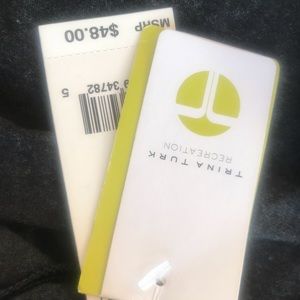 MSRP $48.00
34782 5
TRINA TURK
RECREATION